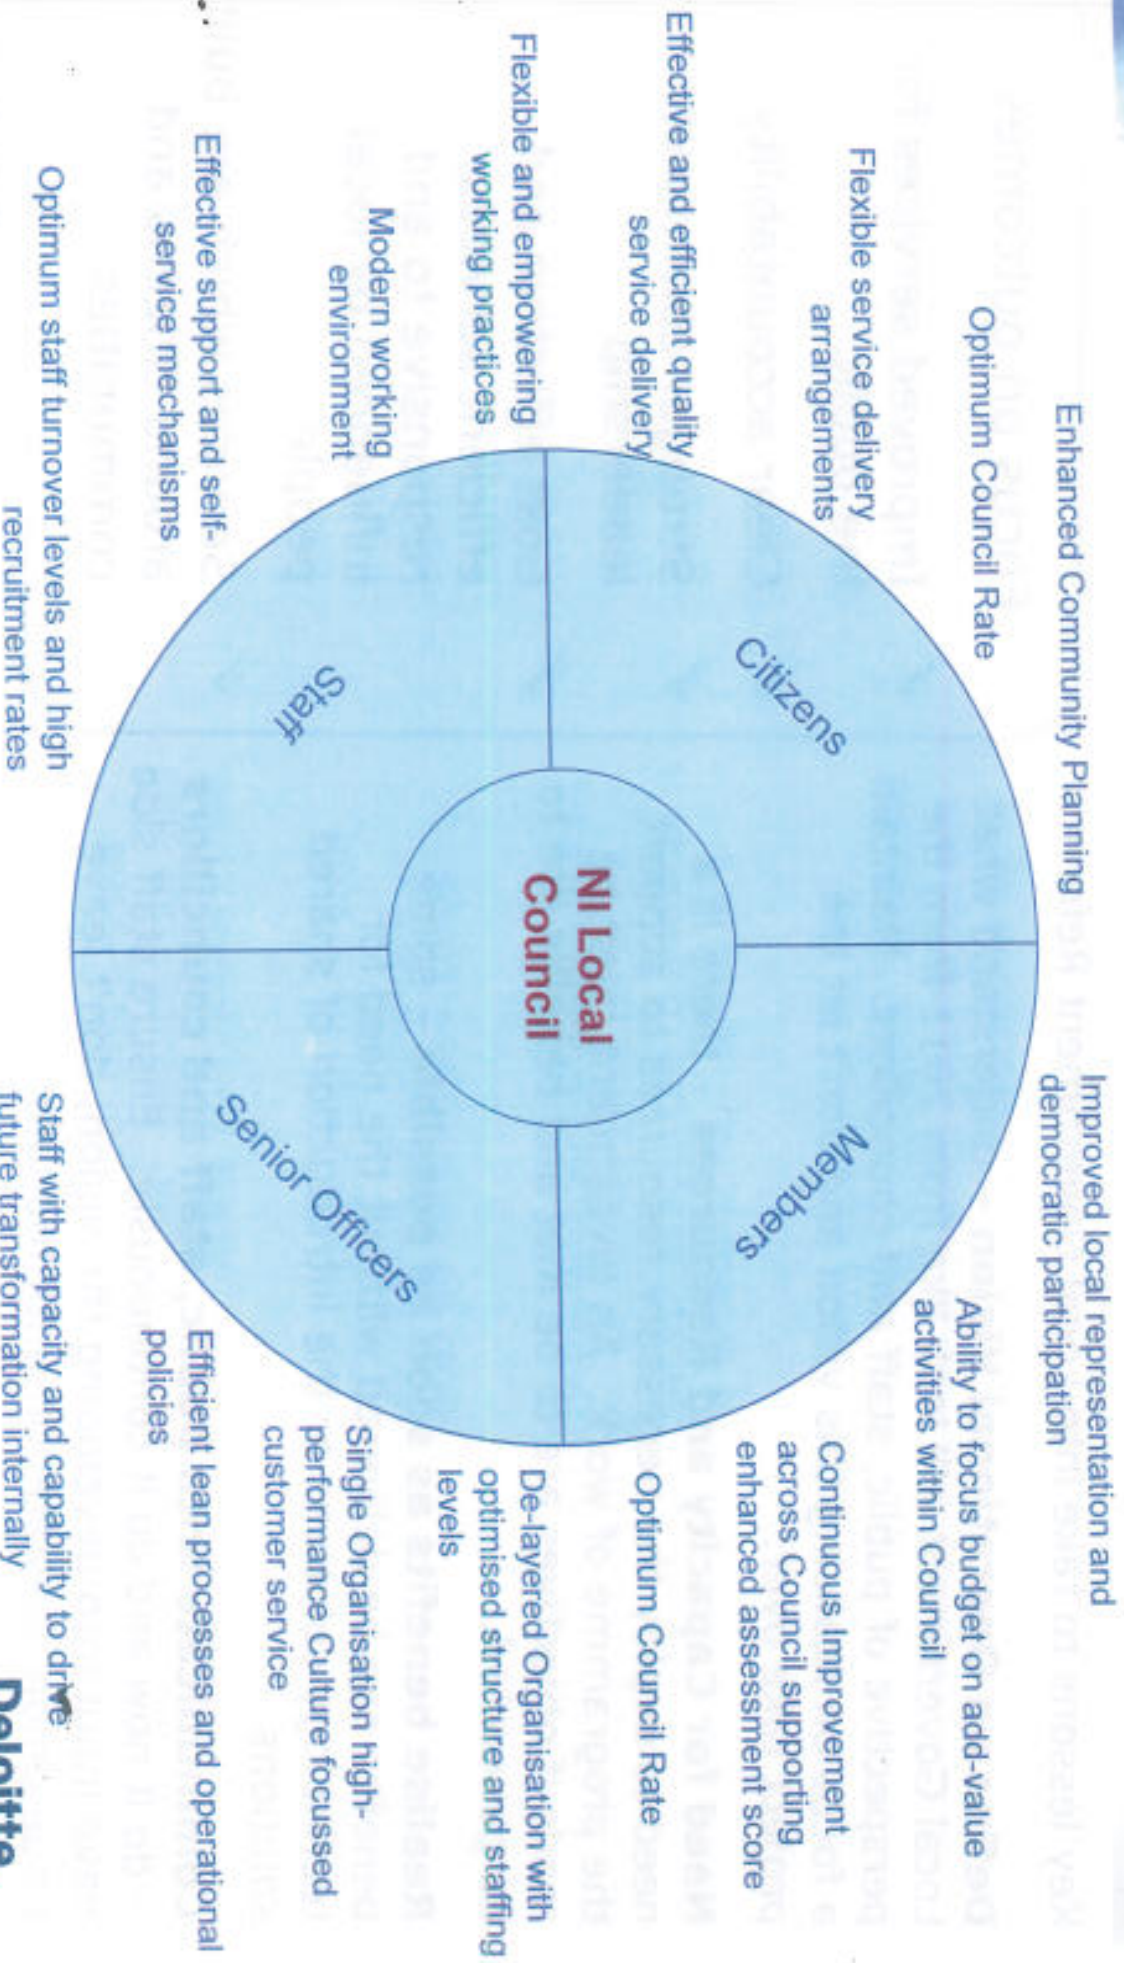 Enhanced Community Planning
Optimum Council Rate
Flexible service delivery
arrangements
Effective and efficient quality
service delivery
Flexible and empowering
working practices
Modern working
environment
Effective support and self-
service mechanisms
Optimum staff turnover levels and high
recruitment rates
Citizens
Staff
NI Local
Council
Members
Senior Officers
Improved local representation and
democratic participation
Ability to focus budget on add-value
activities within Council
Continuous Improvement
across Council supporting
enhanced assessment score
Optimum Council Rate
De-layered Organisation with
optimised structure and staffing
levels
Single Organisation high-
performance Culture focussed
customer service
Efficient lean processes and operational
policies
Staff with capacity and capability to drive
future transformation internally
Deloitte